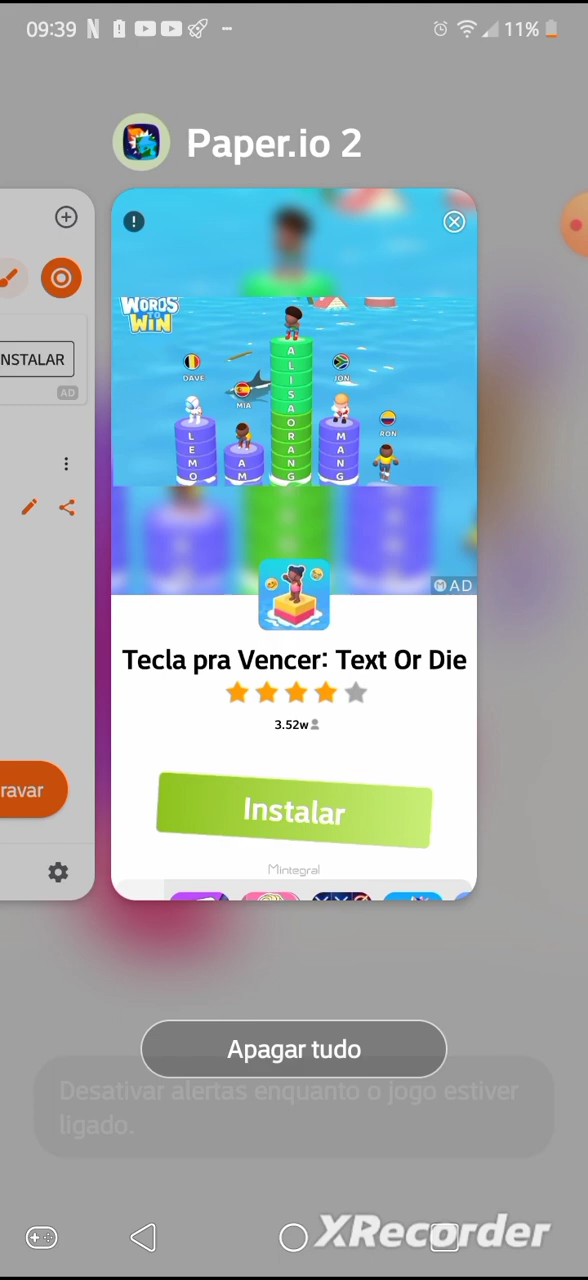 09:39
11%
Paper.io 2
NSTALAR
AD
WORDS
TO
WIN
DAVE
MIA
JON
RON
L
E
M
O
A
M
A
L
I
S
A
O
R
A
N
G
M
A
N
G
AD
Tecla pra Vencer: Text Or Die
3.52w
Instalar
ravar
Mintegral
Apagar tudo
Desativar alertas enquanto o jogo estiver
ligado.
XRecorder